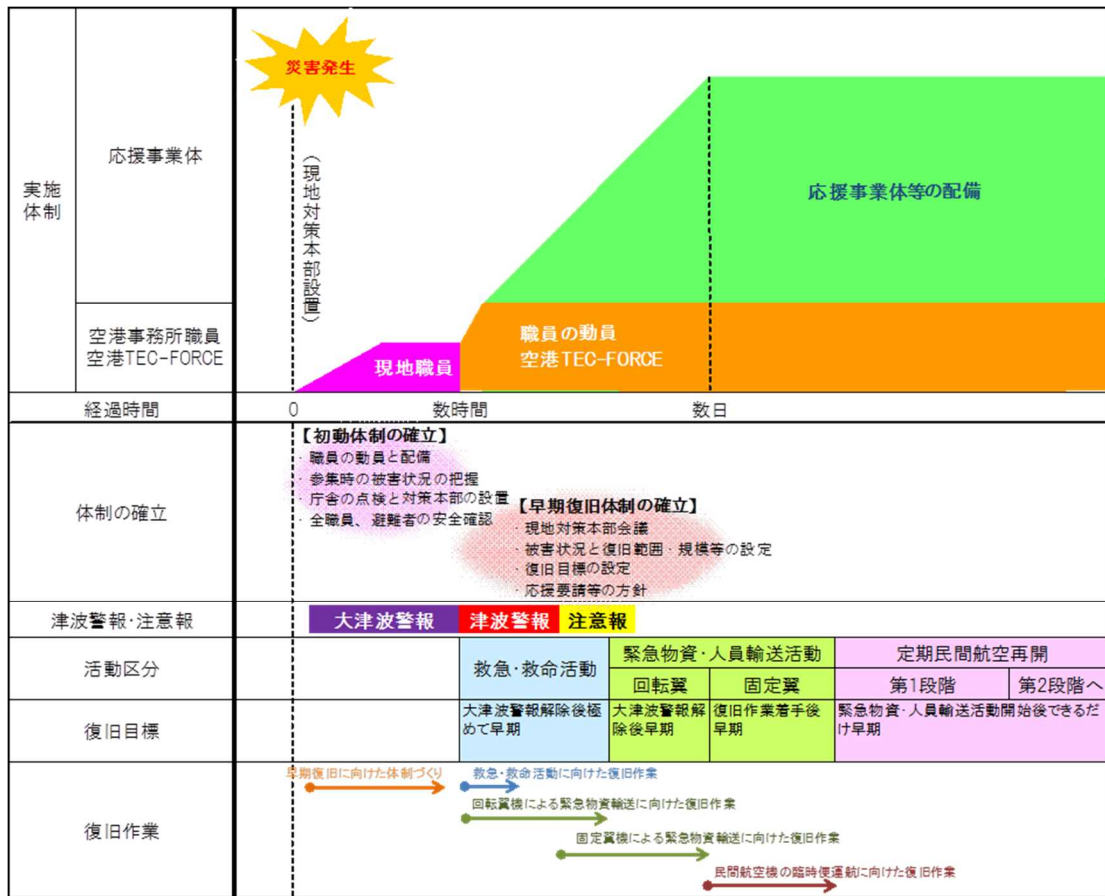 災害発生
実施
体制
応援事業体
(現地対策本部設置)
応援事業体等の配備
空港事務所職員
空港TEC-FORCE
現地職員
職員の動員
空港TEC-FORCE
経過時間
0
数時間
数日
体制の確立
【初動体制の確立】
・職員の動員と配備
・参集時の被害状況の把握
・庁舎の点検と対策本部の設置
・全職員、避難者の安全確認
【早期復旧体制の確立】
・現地対策本部会議
・被害状況と復旧範囲・規模等の設定
・復旧目標の設定
・応援要請等の方針
津波警報・注意報
大津波警報
津波警報
注意報
活動区分
救急・救命活動
緊急物資・人員輸送活動
定期民間航空再開
回転翼
固定翼
第1段階
第2段階へ
復旧目標
大津波警報解除後極
めて早期
大津波警報解
除後早期
復旧作業着手後
早期
緊急物資・人員輸送活動開始後できるだ
け早期
復旧作業
早期復旧に向けた体制づくり
救急・救命活動に向けた復旧作業
回転翼機による緊急物資輸送に向けた復旧作業
固定翼機による緊急物資輸送に向けた復旧作業
民間航空機の臨時便運航に向けた復旧作業